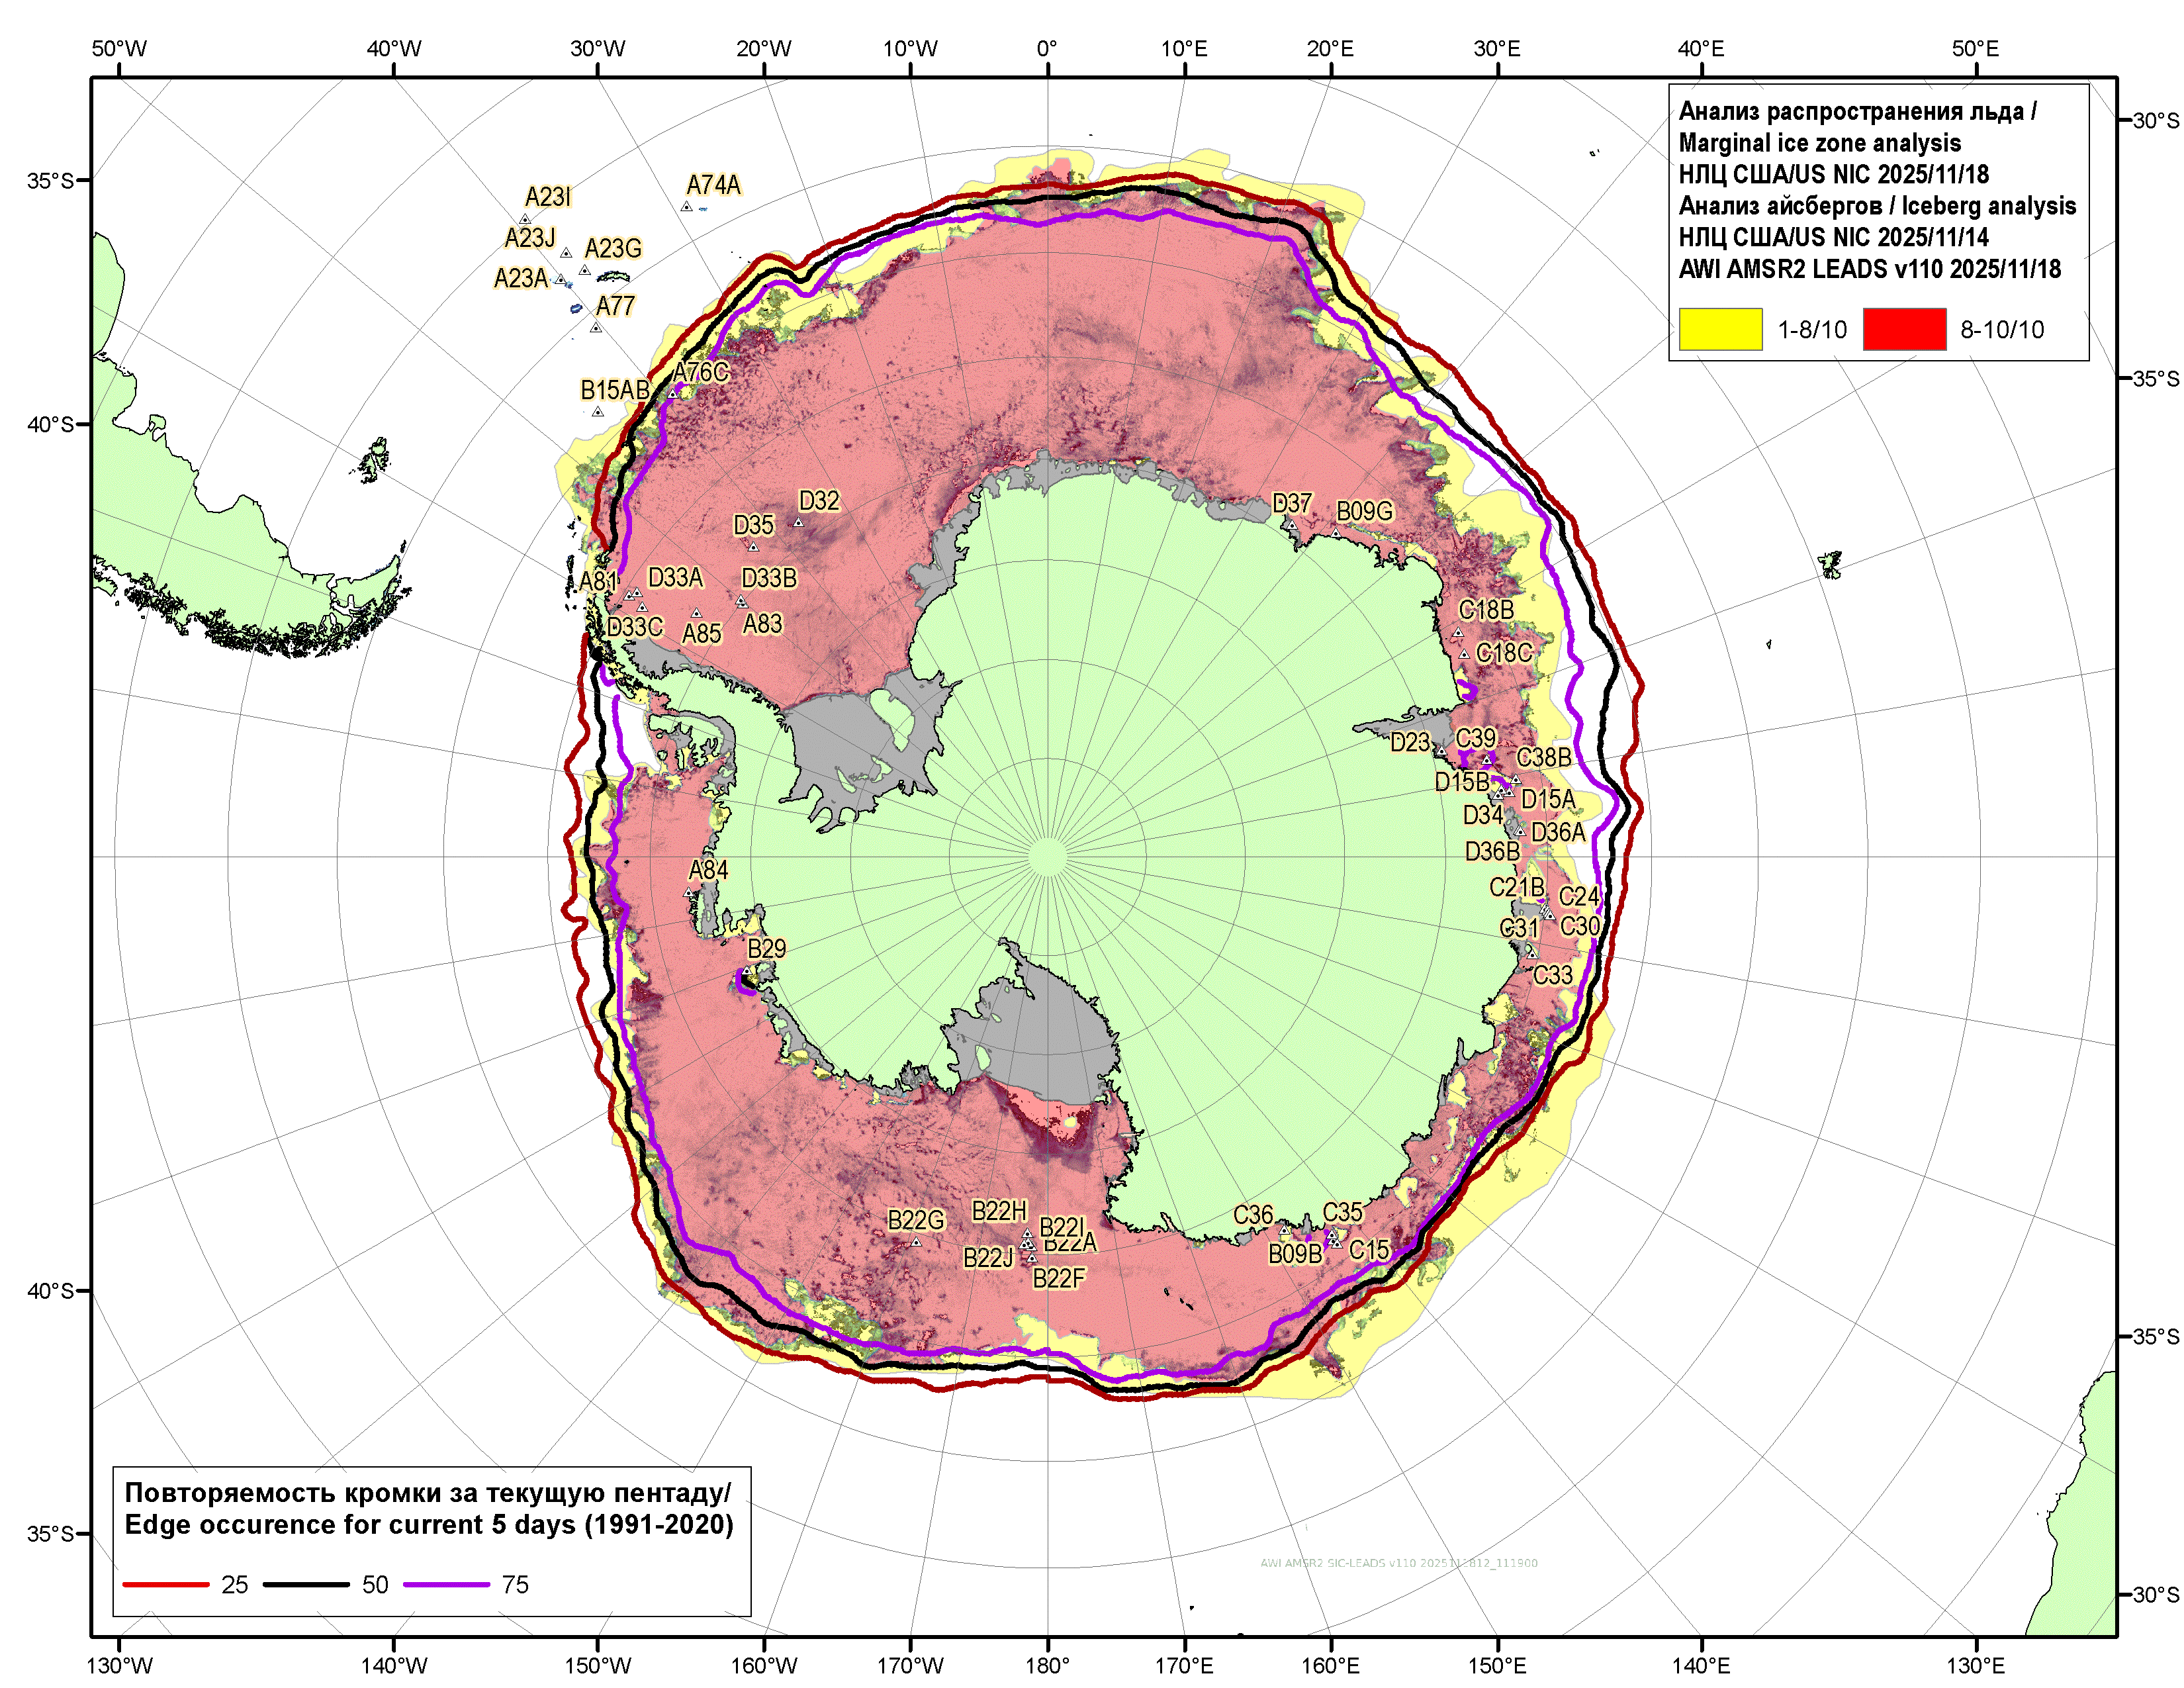 50°W 40°W 30°W 20°W 10°W 0° 10°E 20°E 30°E 40°E 50°E
30°S
35°S
40°S
35°S
Анализ распространения льда /
Marginal ice zone analysis
НЛЦ США/US NIC 2025/11/18
Анализ айсбергов / Iceberg analysis
НЛЦ США/US NIC 2025/11/14
AWI AMSR2 LEADS v110 2025/11/18
1-8/10 8-10/10
A74A
A23I
A23J
A23G
A23A
A77
A76C
B15AB
D32
D35
D37
B09G
A81
D33A
D33B
D33C
A85
A83
C18B
C18C
D23
C39
C38B
D15B
D15A
D34
D36A
D36B
A84
C21B
C24
C31
C30
B29
C33
B22H
B22G
B22I
B22A
B22J
B22F
C36
C35
B09B
C15
40°S
35°S
35°S
30°S
Повторяемость кромки за текущую пентаду/
Edge occurence for current 5 days (1991-2020)
25 50 75
AWI AMSR2 SIC-LEADS v110 2025111812_111900
130°W 140°W 150°W 160°W 170°W 180° 170°E 160°E 150°E 140°E 130°E